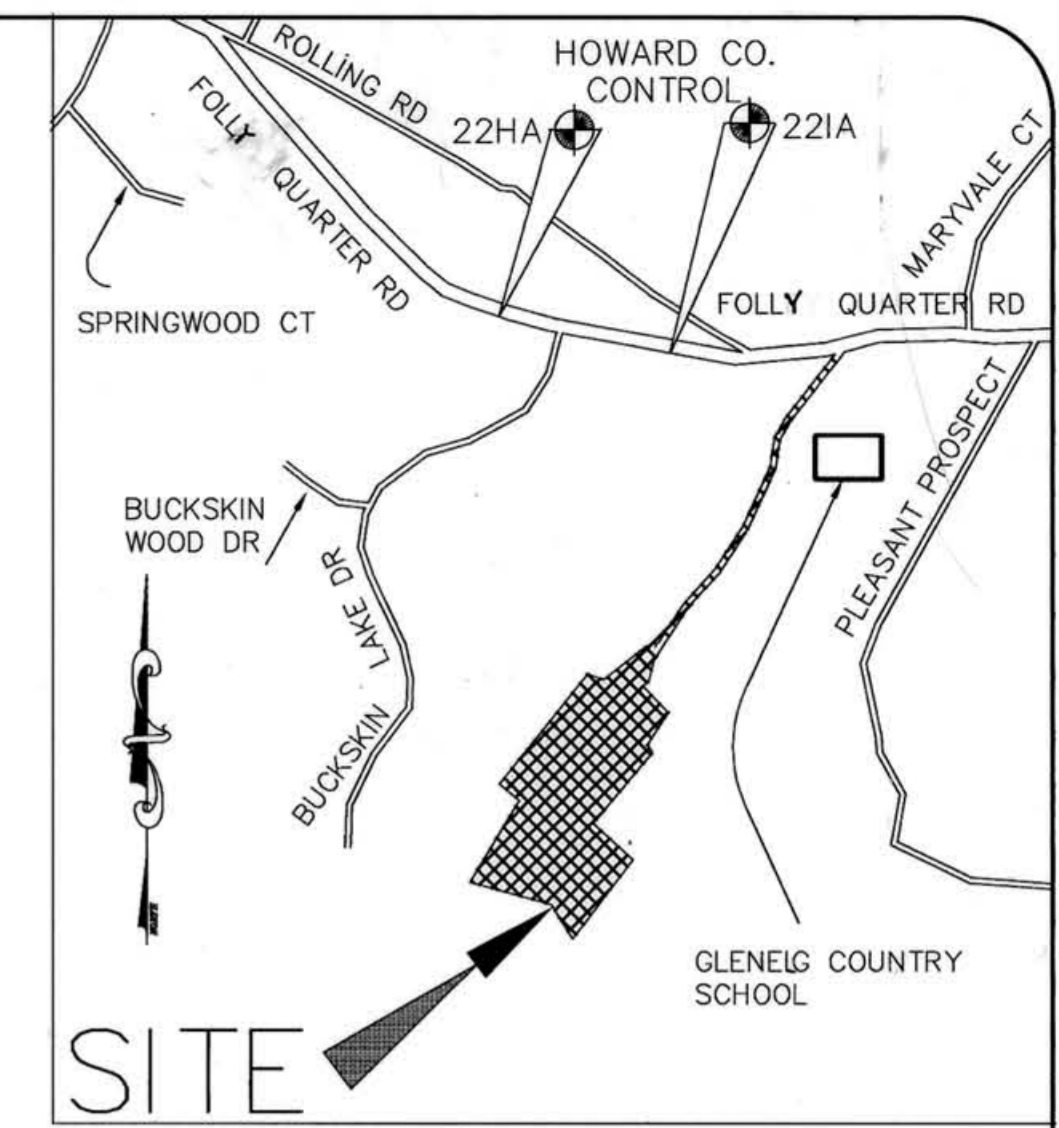 ROLLING RD
HOWARD CO.
CONTROL
22HA
22IA
MARYVALE CT
FOLLY QUARTER RD
FOLLY QUARTER RD
SPRINGWOOD CT
PLEASANT PROSPECT
BUCKSKIN
WOOD DR
BUCKSKIN LAKE DR
GLENELG COUNTRY
SCHOOL
SITE